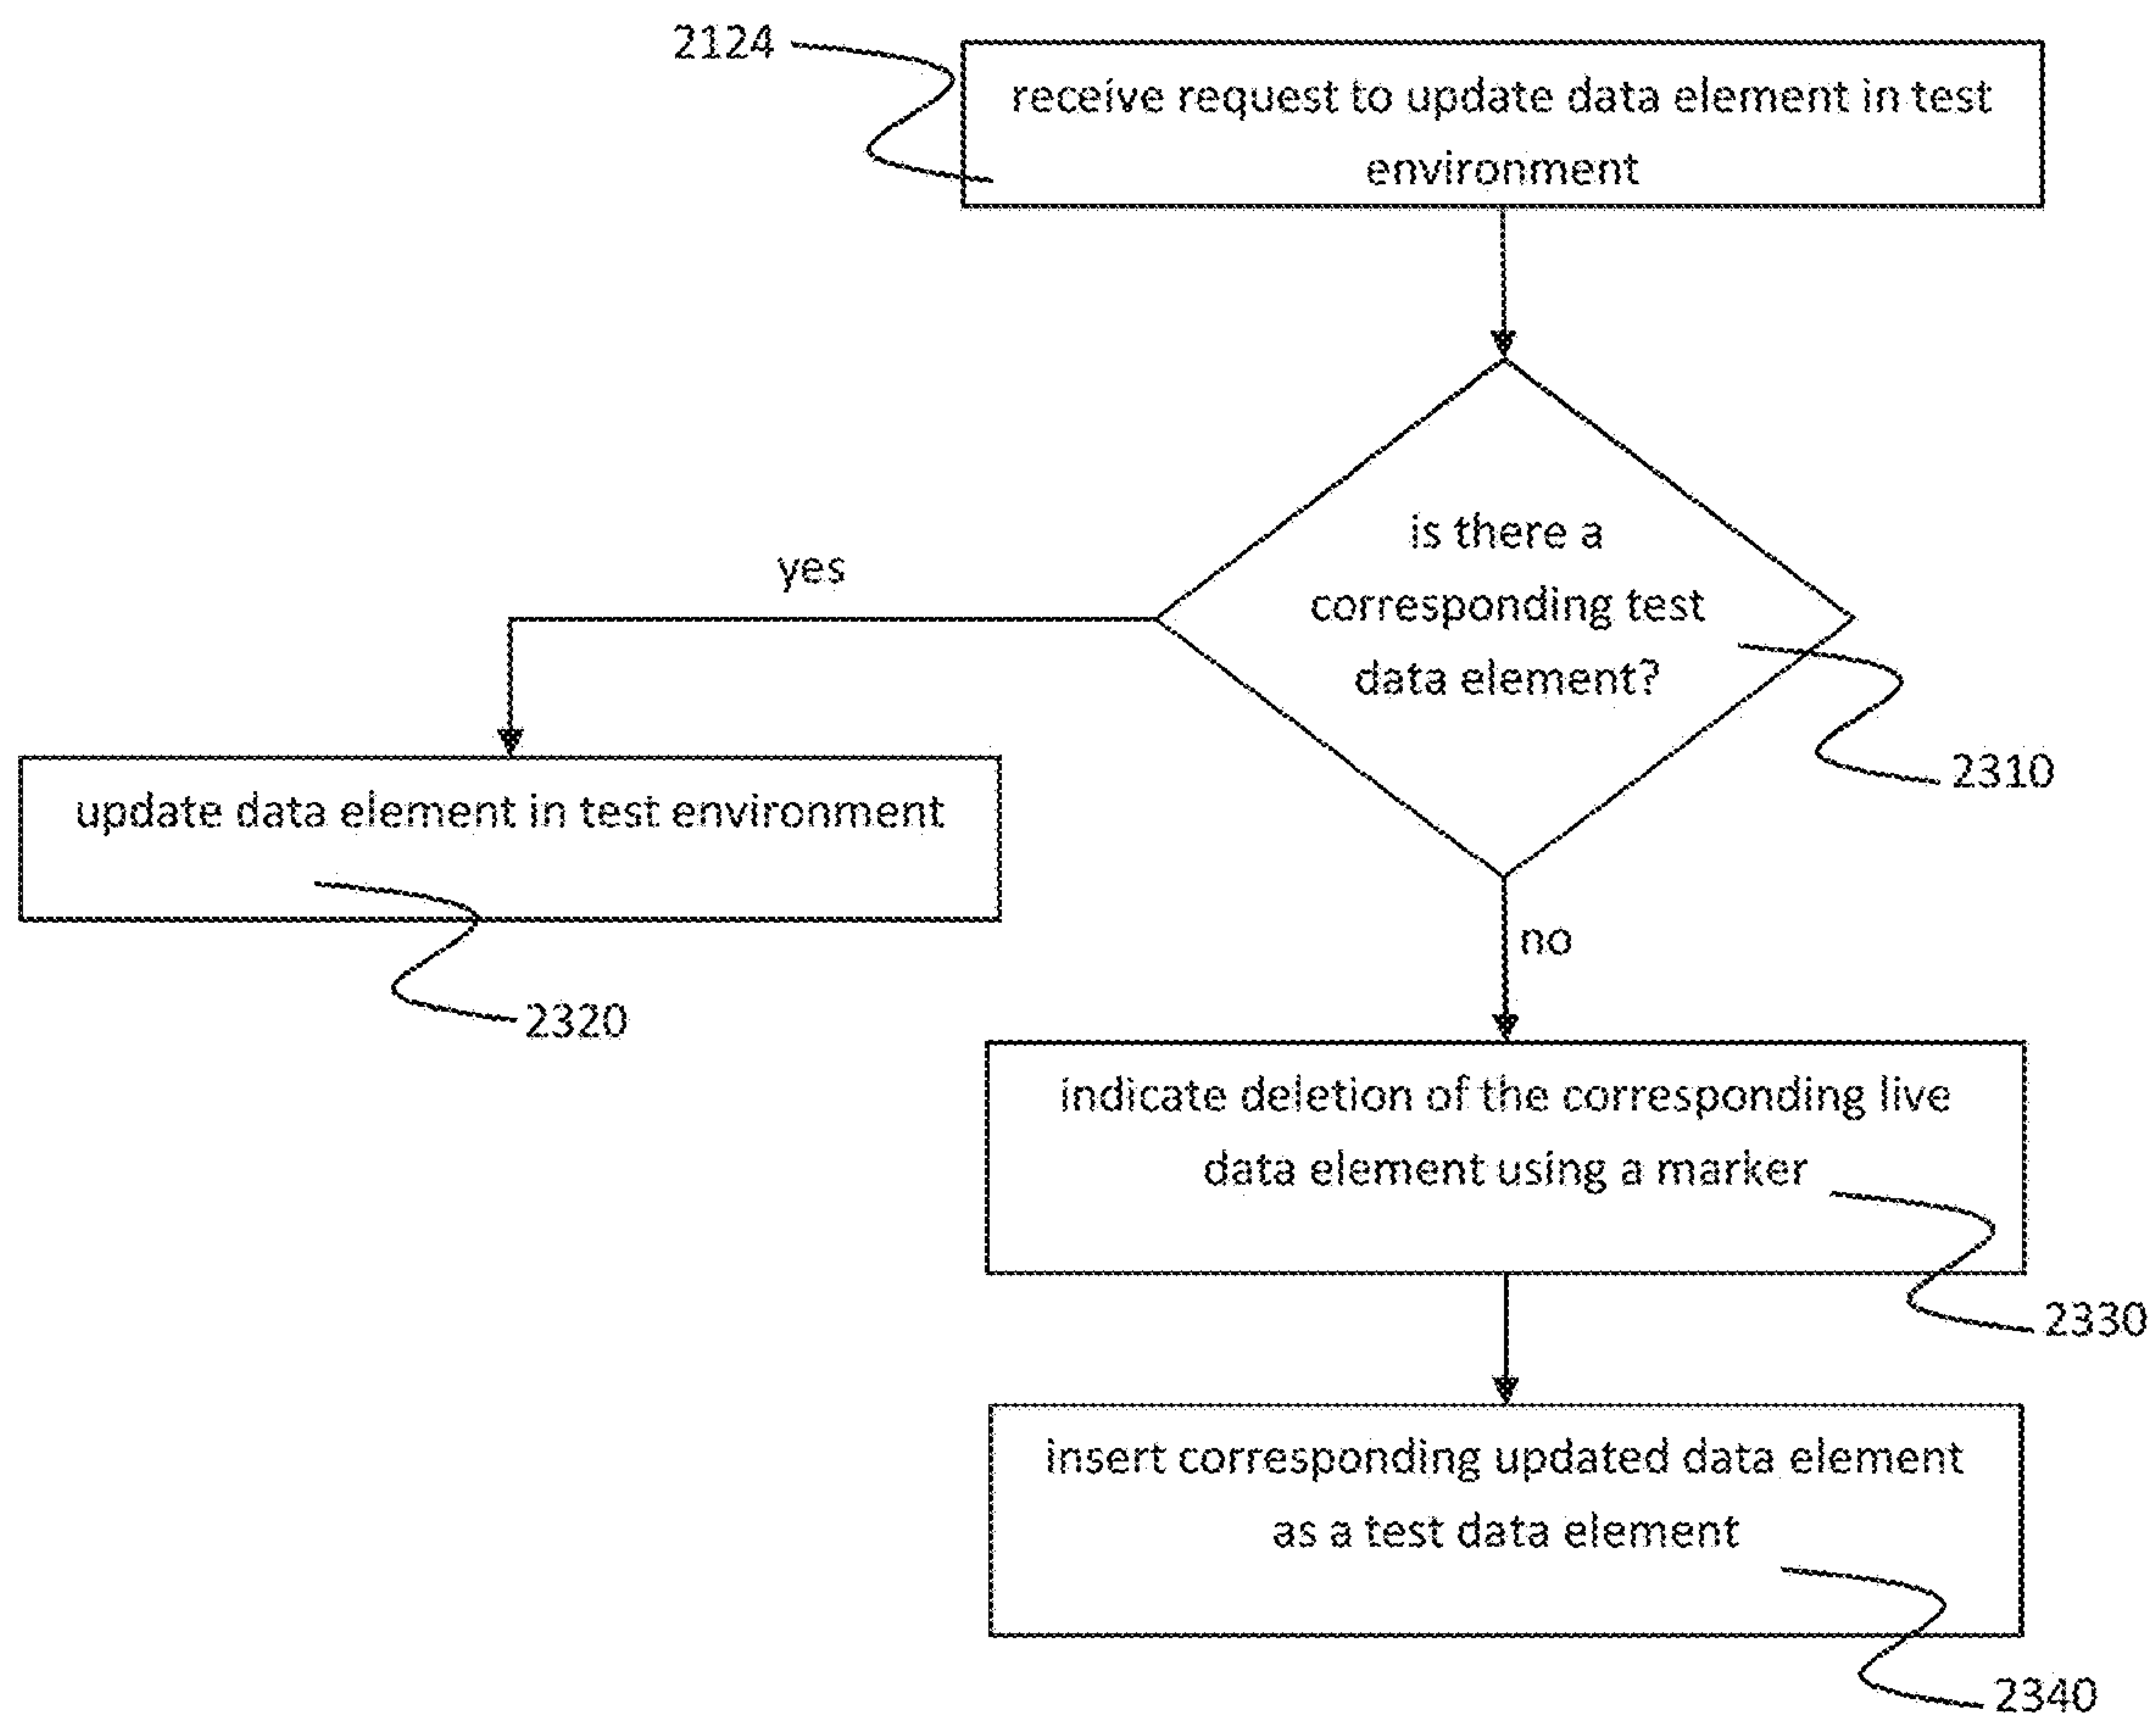 2124
receive request to update data element in test
environment
is there a
corresponding test
data element?
2310
yes
update data element in test environment
2320
no
indicate deletion of the corresponding live
data element using a marker
2330
insert corresponding updated data element
as a test data element
2340